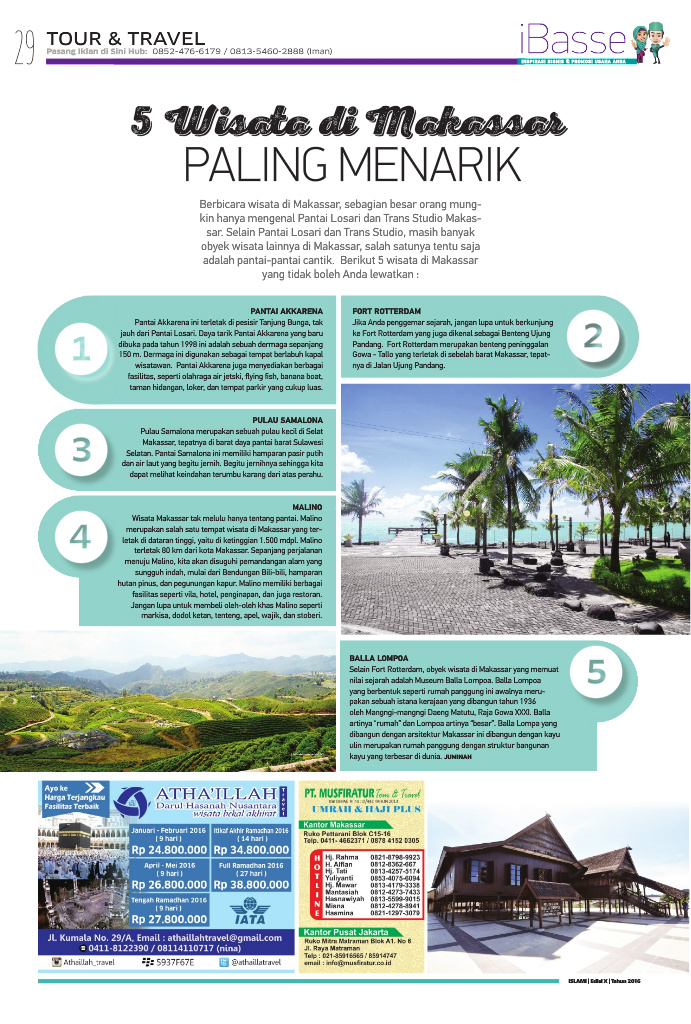 29
TOUR & TRAVEL
Pasang Iklan di Sini Hub: 0852-476-6179 / 0813-5460-2888 (Iman)
iBasse
INSPIRASI BISNIS & PROMOSI USAHA ANDA
5 Wisata di Makassar
PALING MENARIK
Berbicara wisata di Makassar, sebagian besar orang mung-
kin hanya mengenal Pantai Losari dan Trans Studio Makas-
sar. Selain Pantai Losari dan Trans Studio, masih banyak
obyek wisata lainnya di Makassar, salah satunya tentu saja
adalah pantai-pantai cantik. Berikut 5 wisata di Makassar
yang tidak boleh Anda lewatkan :
1
PANTAI AKKARENA
Pantai Akkarena ini terletak di pesisir Tanjung Bunga, tak
jauh dari Pantai Losari. Daya tarik Pantai Akkarena yang baru
dibuka pada tahun 1998 ini adalah sebuah dermaga sepanjang
150 m. Dermaga ini digunakan sebagai tempat berlabuh kapal
wisatawan. Pantai Akkarena juga menyediakan berbagai
fasilitas, seperti olahraga air jetski, flying fish, banana boat,
taman hidangan, loker, dan tempat parkir yang cukup luas.
FORT ROTTERDAM
Jika Anda penggemar sejarah, jangan lupa untuk berkunjung
ke Fort Rotterdam yang juga dikenal sebagai Benteng Ujung
Pandang. Fort Rotterdam merupakan benteng peninggalan
Gowa - Tallo yang terletak di sebelah barat Makassar, tepat-
nya di Jalan Ujung Pandang.
2
3
PULAU SAMALONA
Pulau Samalona merupakan sebuah pulau kecil di Selat
Makassar, tepatnya di barat daya pantai barat Sulawesi
Selatan. Pantai Samalona ini memiliki hamparan pasir putih
dan air laut yang begitu jernih. Begitu jernihnya sehingga kita
dapat melihat keindahan terumbu karang dari atas perahu.
4
MALINO
Wisata Makassar tak melulu hanya tentang pantai. Malino
merupakan salah satu tempat wisata di Makassar yang ter-
letak di dataran tinggi, yaitu di ketinggian 1.500 mdpl. Malino
terletak 80 km dari kota Makassar. Sepanjang perjalanan
menuju Malino, kita akan disuguhi pemandangan alam yang
sungguh indah, mulai dari Bendungan Bili-bili, hamparan
hutan pinus, dan pegunungan kapur. Malino memiliki berbagai
fasilitas seperti vila, hotel, penginapan, dan juga restoran.
Jangan lupa untuk membeli oleh-oleh khas Malino seperti
markisa, dodol ketan, tenteng, apel, wajik, dan stoberi.
BALLA LOMPOA
Selain Fort Rotterdam, obyek wisata di Makassar yang memuat
nilai sejarah adalah Museum Balla Lompoa. Balla Lompoa
yang berbentuk seperti rumah panggung ini awalnya meru-
pakan sebuah istana kerajaan yang dibangun tahun 1936
oleh Mangngi-mangngi Daeng Matutu, Raja Gowa XXXI. Balla
artinya "rumah" dan Lompoa artinya "besar". Balla Lompa yang
dibangun dengan arsitektur Makassar ini dibangun dengan kayu
ulin merupakan rumah panggung dengan struktur bangunan
kayu yang terbesar di dunia. JUMINAH
5
Ayo ke
Harga Terjangkau
Fasilitas Terbaik
ATHA'ILLAH
Darul Hasanah Nusantara
wisata bekal akhirat
Travel
Januari - Februari 2016
( 9 hari )
Rp 24.800.000
Itikaf Akhir Ramadhan 2016
( 14 hari )
Rp 34.800.000
April - Mei 2016
( 9 hari )
Rp 26.800.000
Full Ramadhan 2016
( 27 hari )
Rp 38.800.000
Tengah Ramadhan 2016
( 9 hari )
Rp 27.800.000
IATA
Jl. Kumala No. 29/A, Email : athaillahtravel@gmail.com
0411-8122390 / 08114110717 (nina)
Athaillah_travel
5937F67E
@athaillatravel
PT. MUSFIRATUR Tour & Travel
UMRAH & HAJI PLUS
Kantor Makassar
Ruko Pettarani Blok C15-16
Telp. 0411- 4662371 / 0878 4152 0305
HOTLINE
Hj. Rahma 0821-8798-9923
H. Alfian 0812-8362-667
Hj. Tati 0813-4257-5174
Yuliyanti 0853-4075-6094
Hj. Mawar 0813-4179-3338
Mantasiah 0812-4273-7433
Hasnawiyah 0813-5599-9015
Misna 0812-4278-8941
Hasmina 0821-1297-3079
Kantor Pusat Jakarta
Ruko Mitra Matraman Blok A1. No 6
Jl. Raya Matraman
Telp : 021-85916565 / 85914747
email : info@musfiratur.co.id
ISLAMI | Edisi X | Tahun 2016